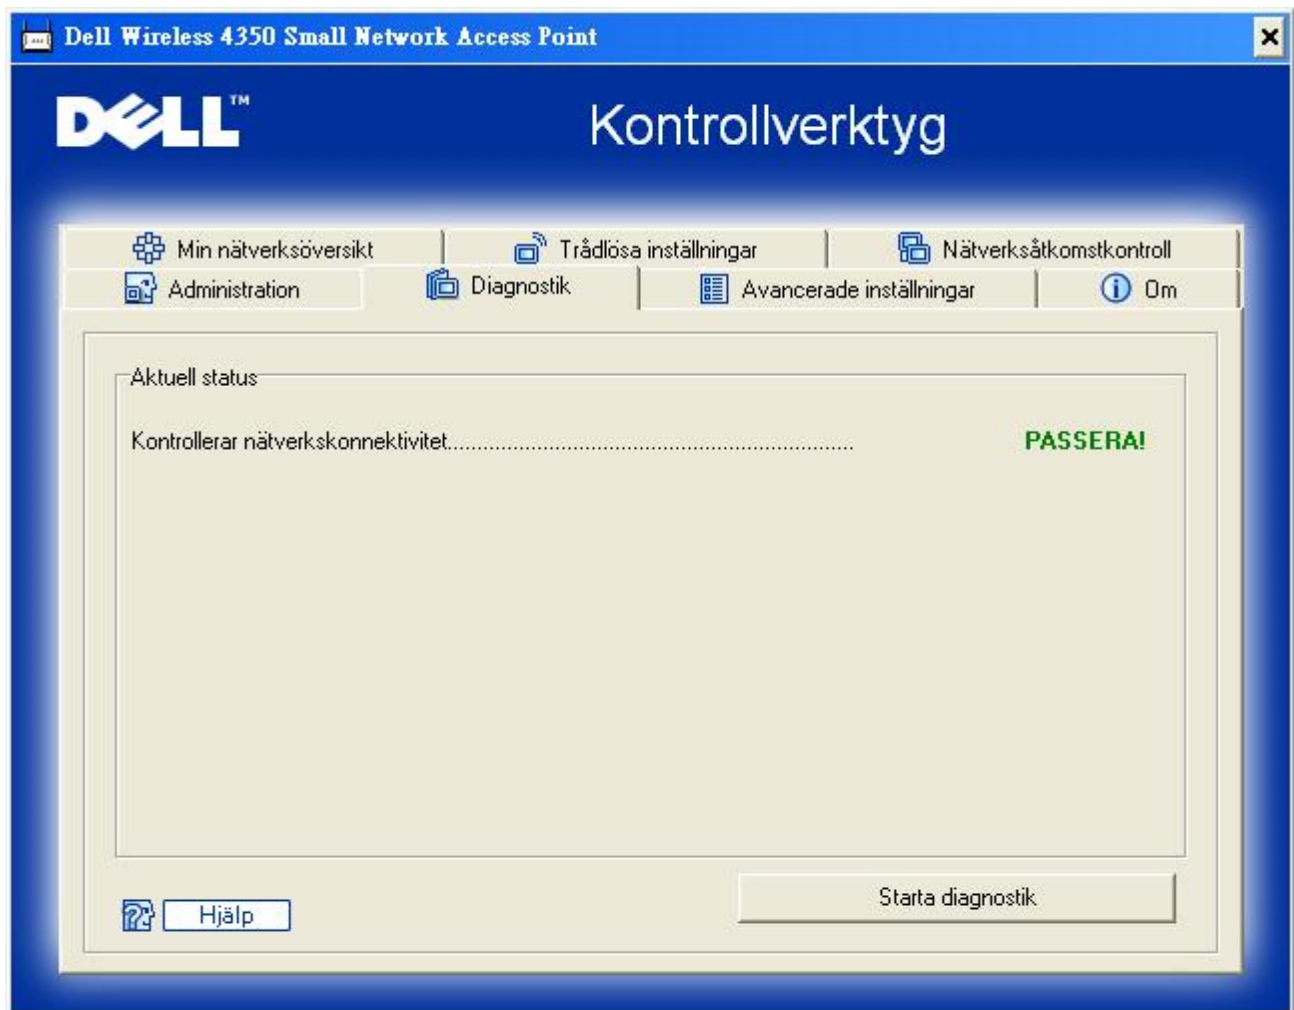 Dell Wireless 4350 Small Network Access Point
DELL™
Kontrollverktyg
Min nätverksöversikt
Trådlösa inställningar
Nätverksåtkomstkontroll
Administration
Diagnostik
Avancerade inställningar
Om
Aktuell status
Kontrollerar nätverkskonnektivitet.................................................................... PASSERA!
Hjälp
Starta diagnostik